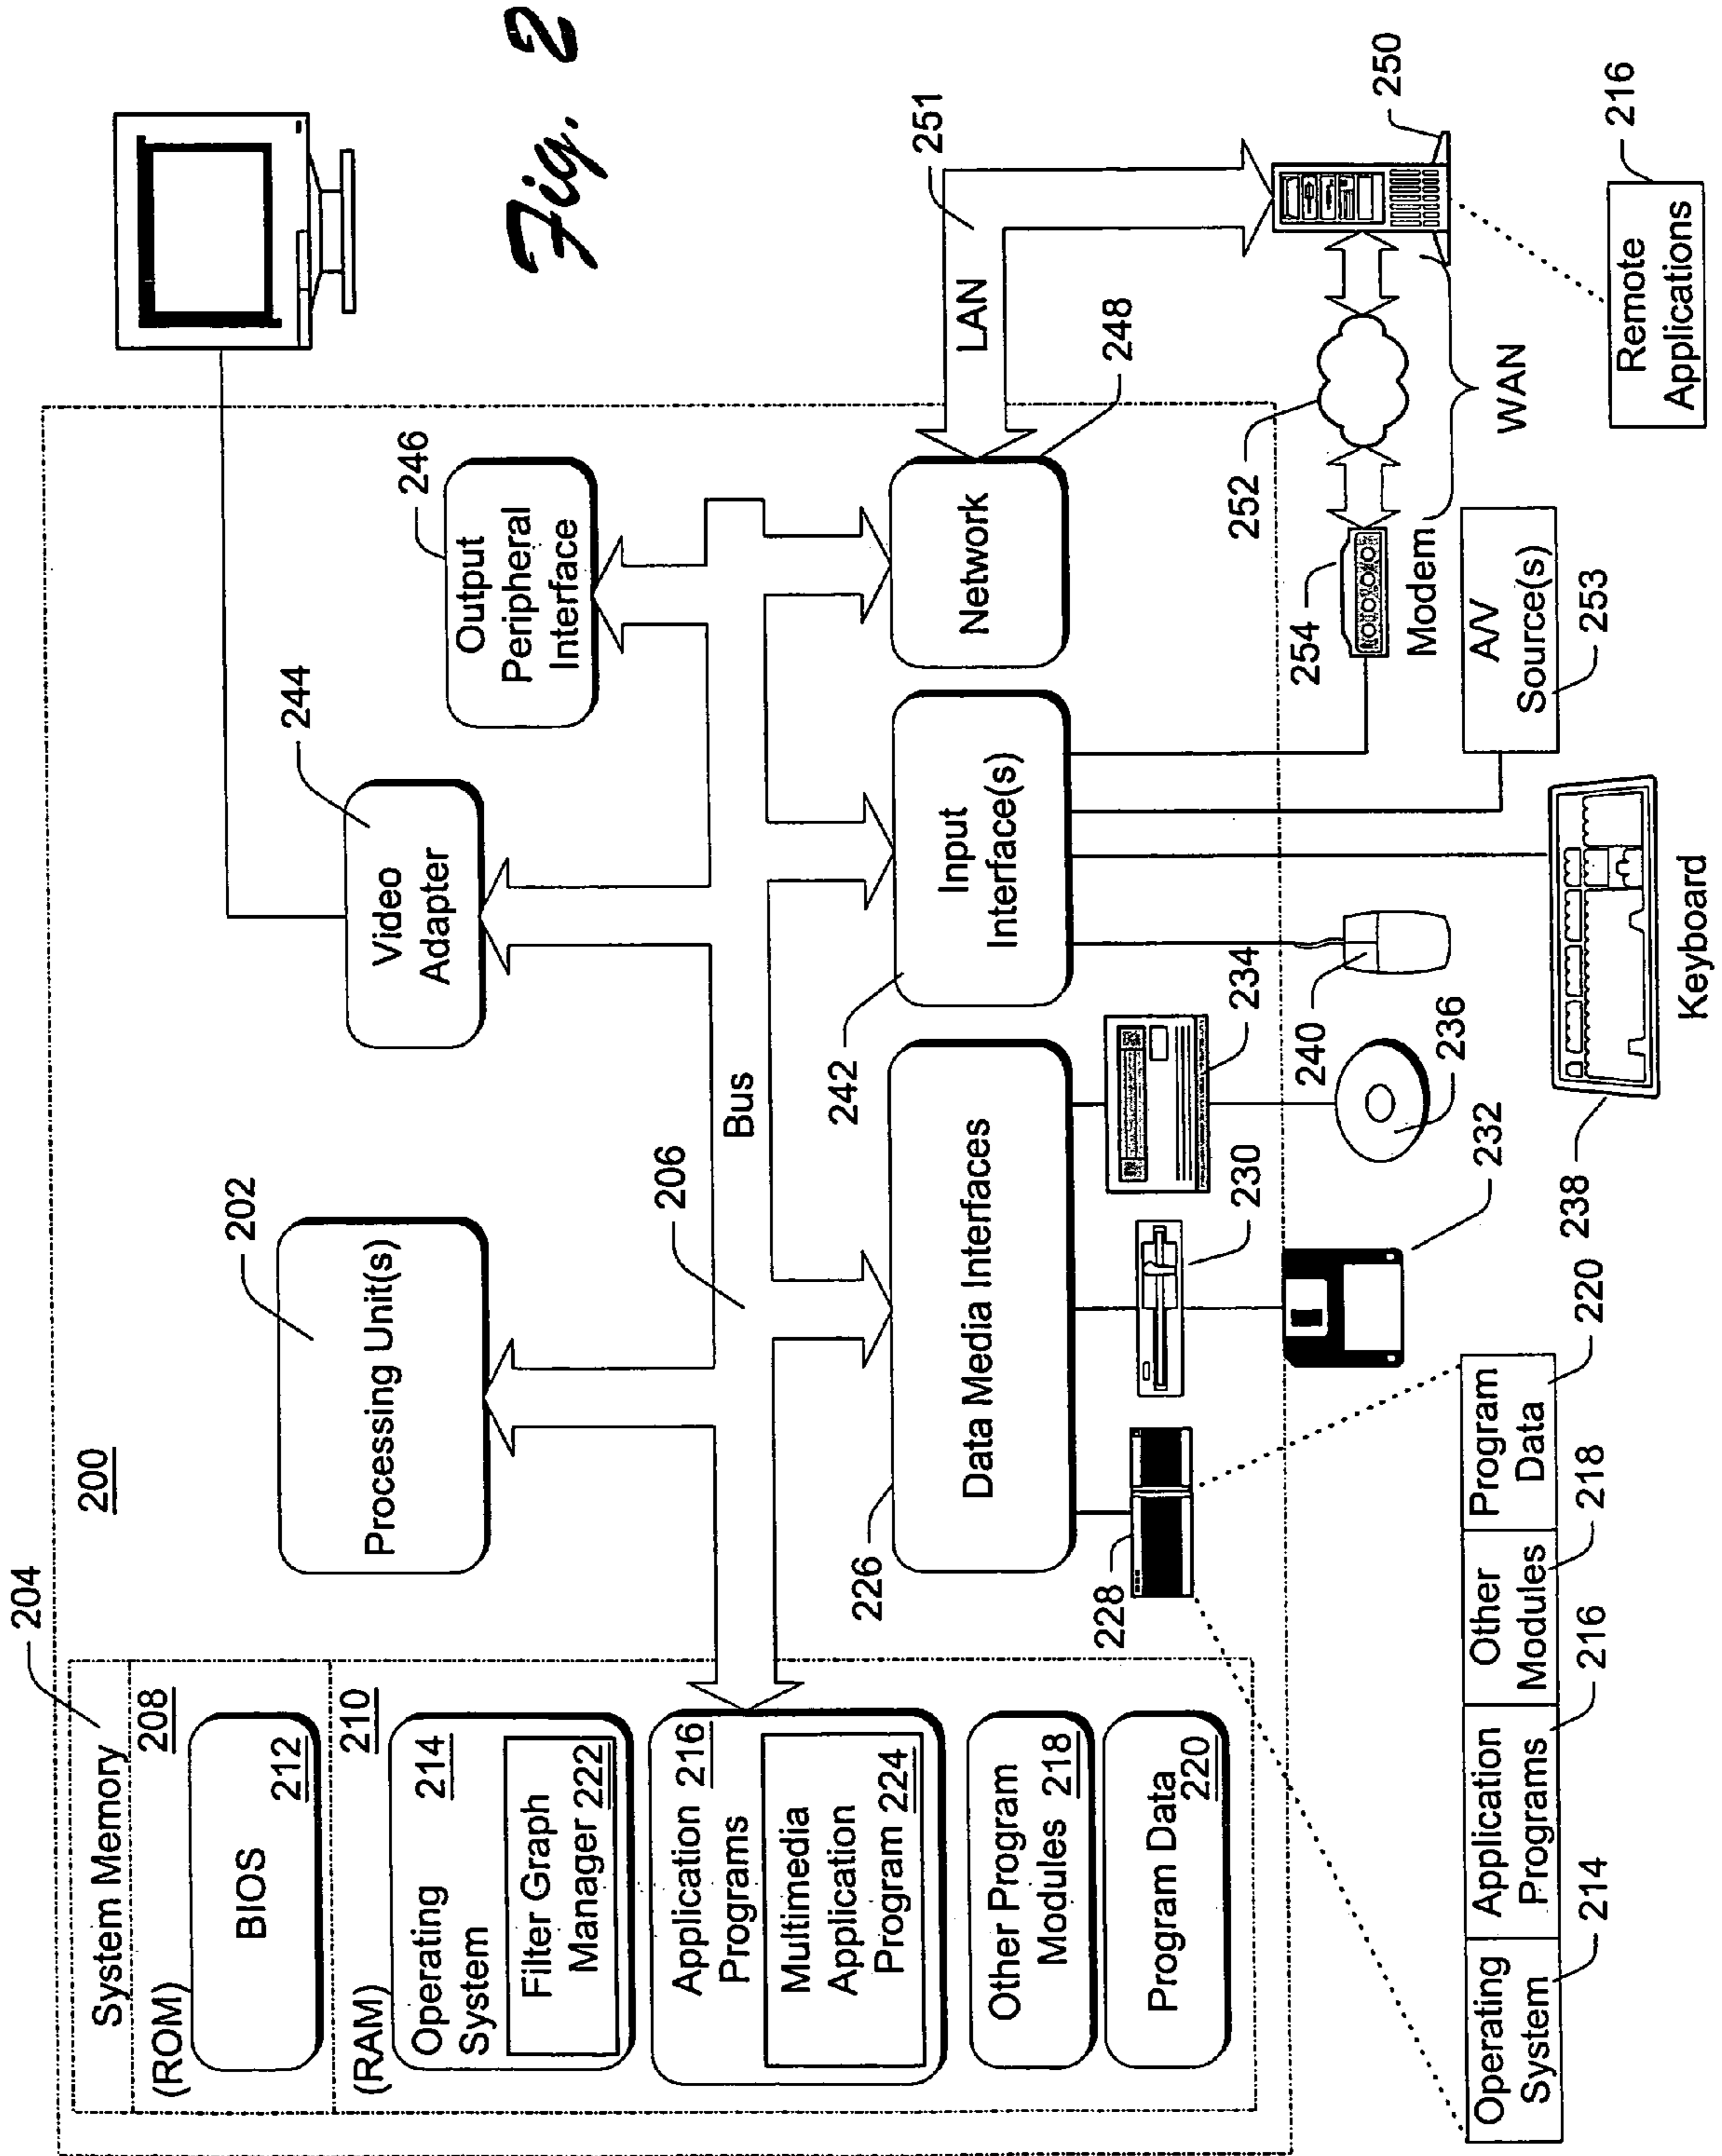 200
204
System Memory
(ROM) 208
BIOS
212
(RAM) 210
Operating
System
214
Filter Graph
Manager 222
Application
Programs
216
Multimedia
Application
Program 224
Other Program
Modules 218
Program Data
220
202
Processing Unit(s)
206
Bus
244
Video
Adapter
246
Output
Peripheral
Interface
Fig. 2
226
Data Media Interfaces
242
Input
Interface(s)
Network
248
LAN
251
228
230
234
240
236
232
254
Modem
252
WAN
250
A/V
Source(s)
253
238
Keyboard
Remote
Applications
216
Operating
System
214
Application
Programs
216
Other
Modules
218
Program
Data
220